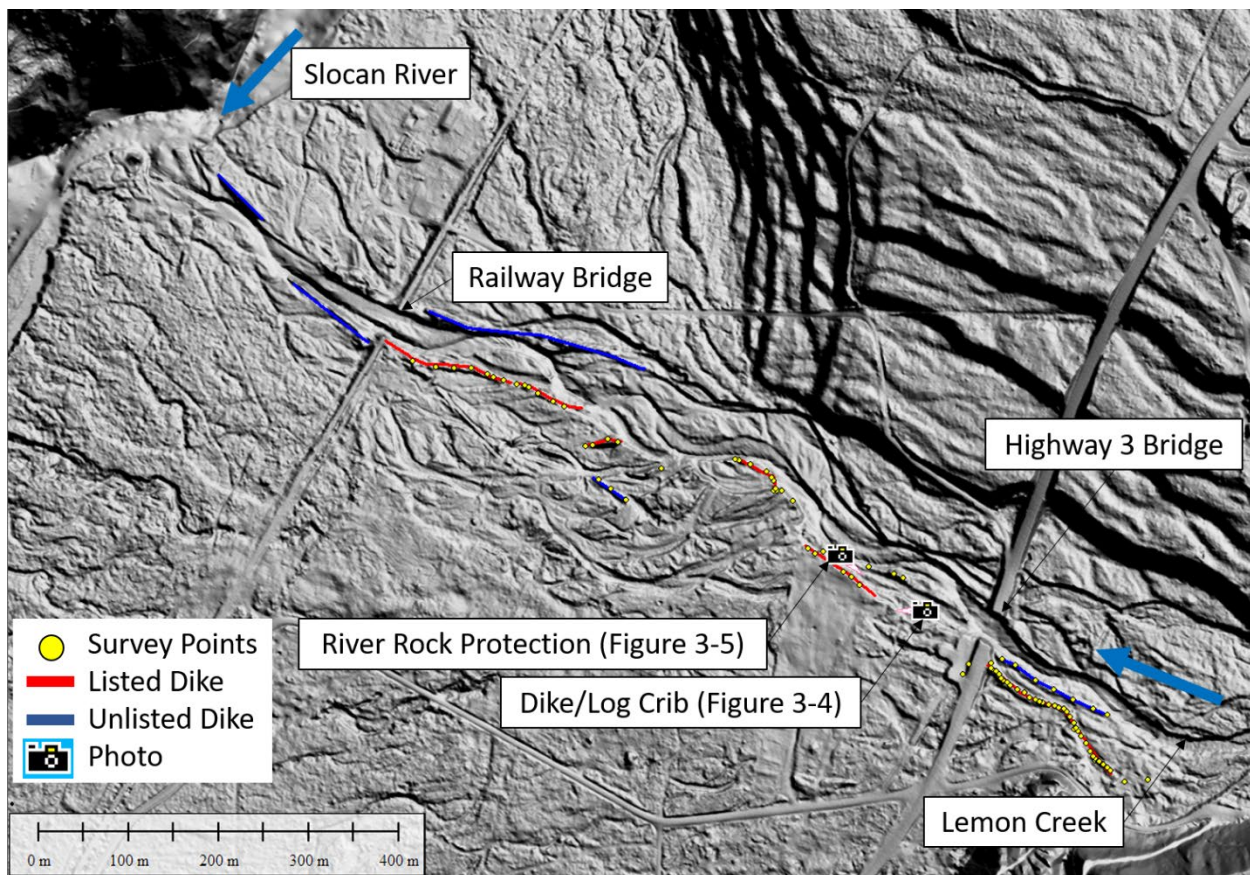 Slocan River
Railway Bridge
Highway 3 Bridge
River Rock Protection (Figure 3-5)
Dike/Log Crib (Figure 3-4)
Lemon Creek
Survey Points
Listed Dike
Unlisted Dike
Photo
0 m 100 m 200 m 300 m 400 m